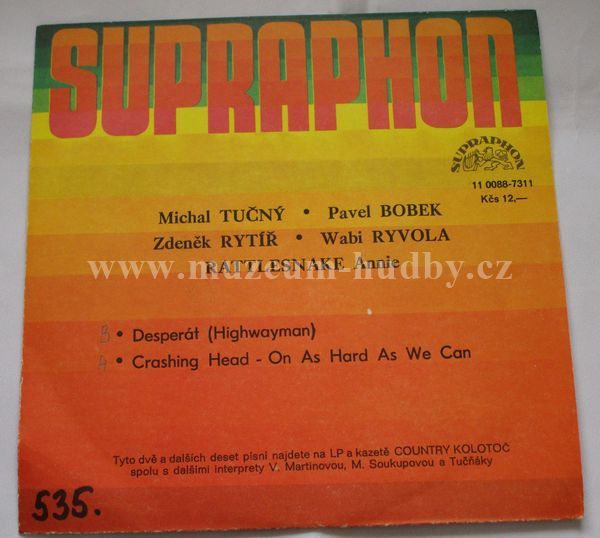 SUPRAPHON
SUPRAPHON
11 0088-7311
Kčs 12,—
Michal TUČNÝ • Pavel BOBEK
Zdeněk RYTÍŘ • Wabi RYVOLA
www.muzeum-hudby.cz
RATTLESNAKE Annie
B • Desperát (Highwayman)
A • Crashing Head - On As Hard As We Can
Tyto dvě a dalších deset písní najdete na LP a kazetě COUNTRY KOLOTOČ
spolu s dalšími interprety V. Martinovou, M. Soukupovou a Tučňáky
535.